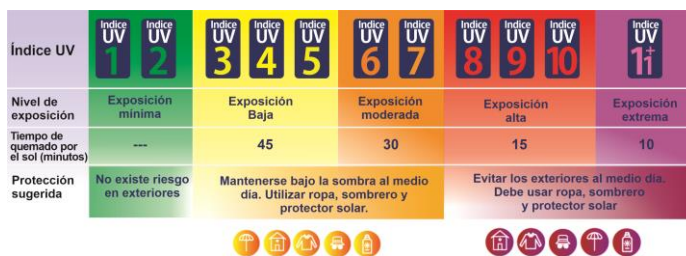 Índice UV
Indice UV 1
Indice UV 2
Indice UV 3
Indice UV 4
Indice UV 5
Indice UV 6
Indice UV 7
Indice UV 8
Indice UV 9
Indice UV 10
Indice UV 11+
Nivel de
exposición
Exposición
mínima
Exposición
Baja
Exposición
moderada
Exposición
alta
Exposición
extrema
Tiempo de
quemado por
el sol (minutos)
---
45
30
15
10
Protección
sugerida
No existe riesgo
en exteriores
Mantenerse bajo la sombra al medio
día. Utilizar ropa, sombrero y
protector solar.
Evitar los exteriores al medio día.
Debe usar ropa, sombrero
y protector solar